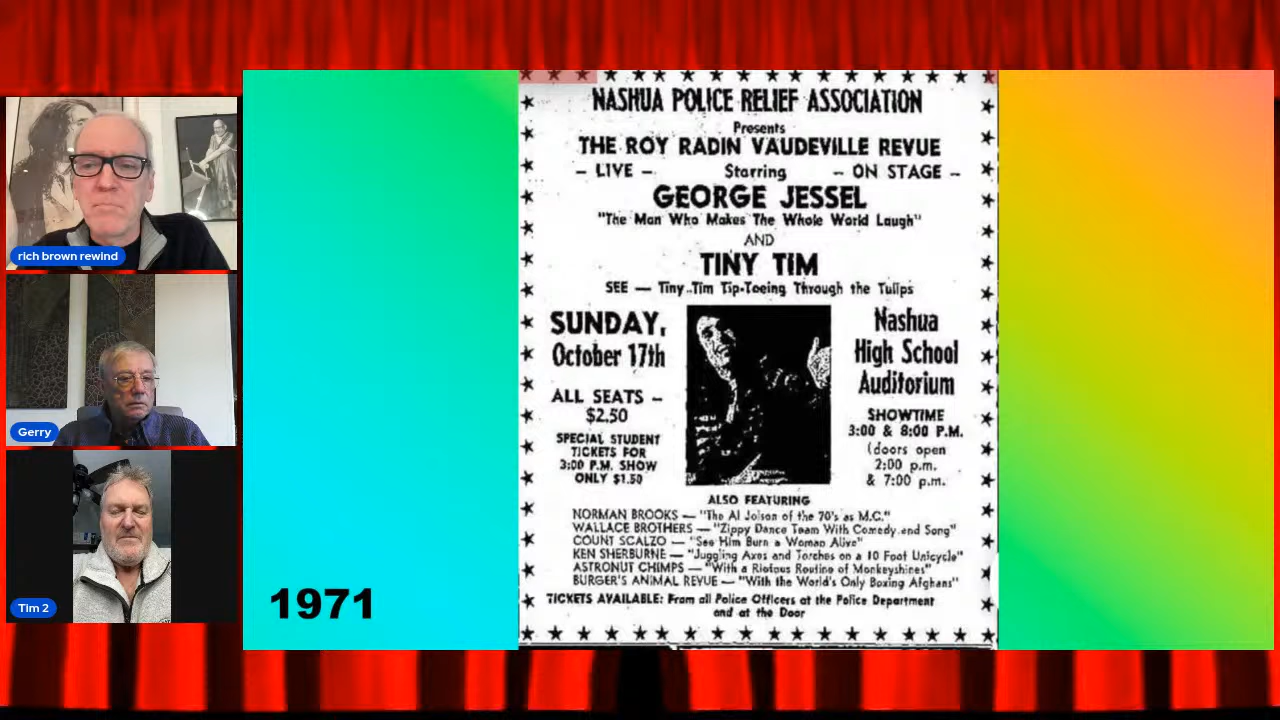 NASHUA POLICE RELIEF ASSOCIATION
Presents
THE ROY RADIN VAUDEVILLE REVUE
– LIVE – Starring – ON STAGE –
GEORGE JESSEL
"The Man Who Makes The Whole World Laugh"
AND
TINY TIM
SEE — Tiny Tim Tip-Toeing Through the Tulips
SUNDAY,
October 17th
ALL SEATS –
$2.50
SPECIAL STUDENT
TICKETS FOR
3:00 P.M. SHOW
ONLY $1.50
Nashua
High School
Auditorium
SHOWTIME
3:00 & 8:00 P.M.
(doors open
2:00 p.m.
& 7:00 p.m.
ALSO FEATURING
NORMAN BROOKS — "The Al Jolson of the 70's as M.C."
WALLACE BROTHERS — "Zippy Dance Team With Comedy and Song"
COUNT SCALZO — "See Him Burn a Woman Alive"
KEN SHERBURNE — "Juggling Axes and Torches on a 10 Foot Unicycle"
ASTRONUT CHIMPS — "With a Riotous Routine of Monkeyshines"
BURGER'S ANIMAL REVUE — "With the World's Only Boxing Afghans"
TICKETS AVAILABLE: From all Police Officers at the Police Department
and at the Door
1971
rich brown rewind
Gerry
Tim 2